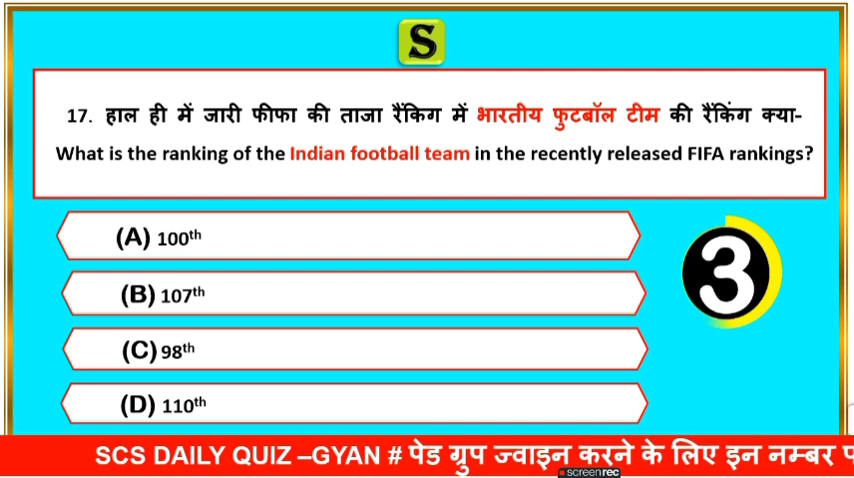 S
17. हाल ही में जारी फीफा की ताजा रैंकिग में भारतीय फुटबॉल टीम की रैंकिंग क्या-
What is the ranking of the Indian football team in the recently released FIFA rankings?
(A) 100th
3
(B) 107th
(C) 98th
(D) 110th
SCS DAILY QUIZ –GYAN # पेड ग्रुप ज्वाइन करने के लिए इन नम्बर प
screenrec